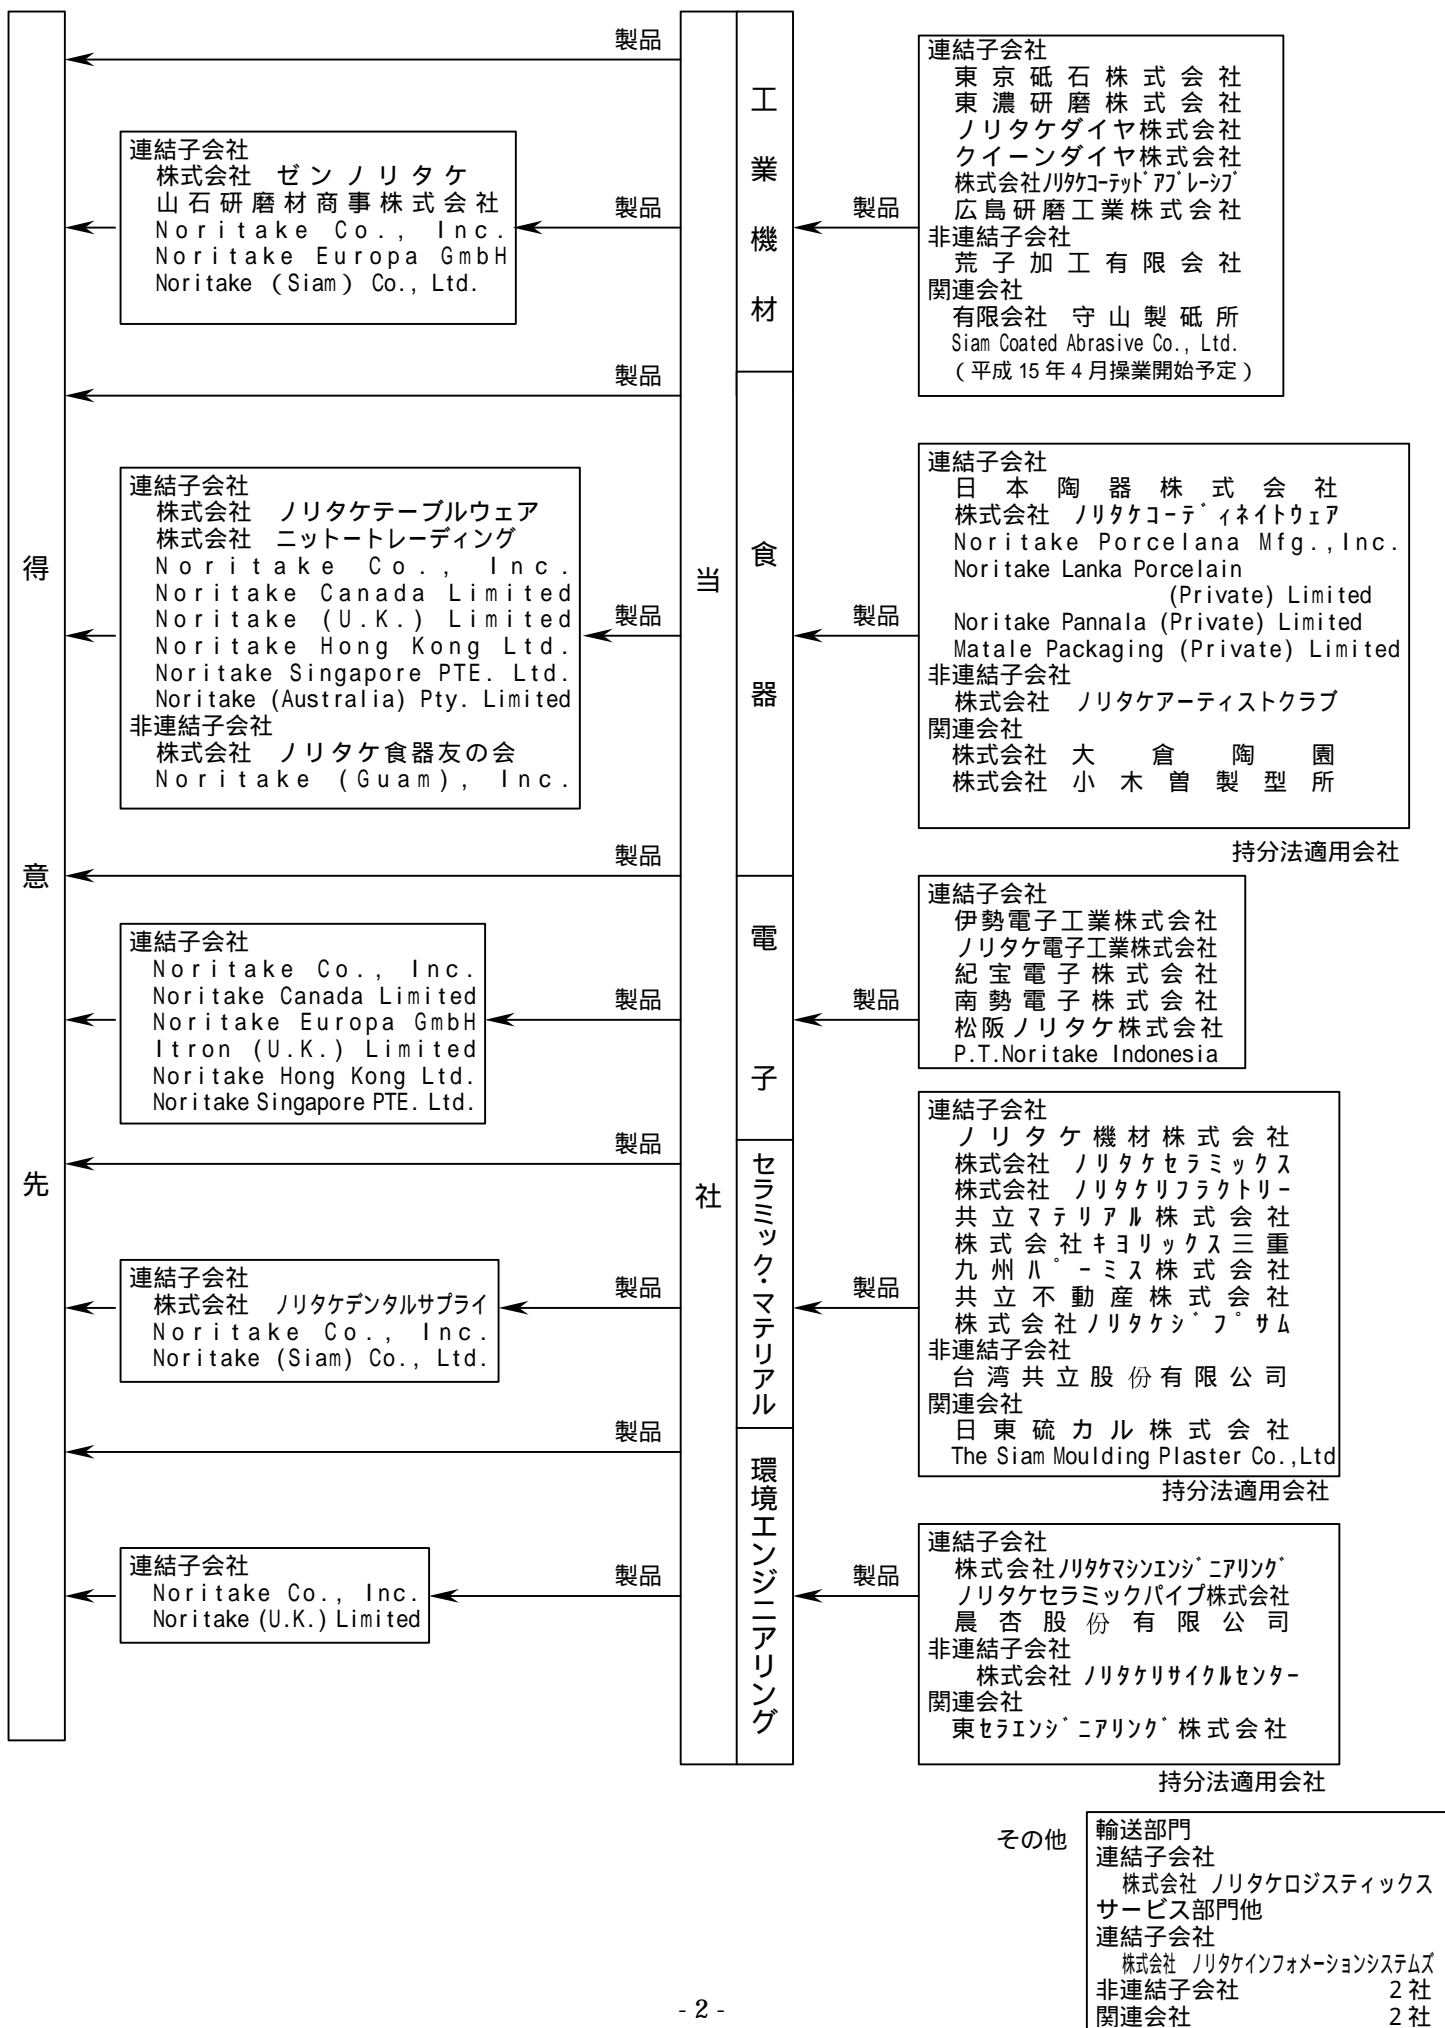 製品
連結子会社
東京砥石株式会社
東濃研磨株式会社
ノリタケダイヤ株式会社
クイーンダイヤ株式会社
株式会社ﾉﾘﾀｹｺｰﾃｯﾄﾞｱﾌﾞﾚｰｼﾌﾞ
広島研磨工業株式会社
非連結子会社
荒子加工有限会社
関連会社
有限会社 守山製砥所
Siam Coated Abrasive Co., Ltd.
（平成15年4月操業開始予定）
工業機材
連結子会社
株式会社 ゼンノリタケ
山石研磨材商事株式会社
Noritake Co., Inc.
Noritake Europa GmbH
Noritake （Siam） Co., Ltd.
製品
製品
製品
連結子会社
日本陶器株式会社
株式会社 ﾉﾘﾀｹｺｰﾃﾞｨﾈｲﾄｳｪｱ
Noritake Porcelana Mfg.,Inc.
Noritake Lanka Porcelain
(Private) Limited
Noritake Pannala (Private) Limited
Matale Packaging (Private) Limited
非連結子会社
株式会社 ノリタケアーティストクラブ
関連会社
株式会社 大倉陶園
株式会社 小木曽製型所
持分法適用会社
食器
連結子会社
株式会社 ノリタケテーブルウェア
株式会社 ニットートレーディング
Noritake Co., Inc.
Noritake Canada Limited
Noritake (U.K.) Limited
Noritake Hong Kong Ltd.
Noritake Singapore PTE. Ltd.
Noritake (Australia) Pty. Limited
非連結子会社
株式会社 ノリタケ食器友の会
Noritake (Guam), Inc.
製品
製品
得意先
当社
製品
連結子会社
伊勢電子工業株式会社
ノリタケ電子工業株式会社
紀宝電子株式会社
南勢電子株式会社
松阪ノリタケ株式会社
P.T.Noritake Indonesia
電子
連結子会社
Noritake Co., Inc.
Noritake Canada Limited
Noritake Europa GmbH
Itron (U.K.) Limited
Noritake Hong Kong Ltd.
Noritake Singapore PTE. Ltd.
製品
製品
製品
連結子会社
ノリタケ機材株式会社
株式会社 ﾉﾘﾀｹｾﾗﾐｯｸｽ
株式会社 ﾉﾘﾀｹﾘﾌﾗｸﾄﾘｰ
共立ﾏﾃﾘｱﾙ株式会社
株式会社ｷﾖﾘｯｸｽ三重
九州ﾊﾟｰﾐｽ株式会社
共立不動産株式会社
株式会社ﾉﾘﾀｹｼﾞﾌﾟｻﾑ
非連結子会社
台湾共立股份有限公司
関連会社
日東硫カル株式会社
The Siam Moulding Plaster Co.,Ltd
持分法適用会社
セラミック・マテリアル
連結子会社
株式会社 ﾉﾘﾀｹデンタルサプライ
Noritake Co., Inc.
Noritake (Siam) Co., Ltd.
製品
製品
製品
連結子会社
株式会社ﾉﾘﾀｹﾏｼﾝｴﾝｼﾞﾆｱﾘﾝｸﾞ
ノリタケセラミックパイプ株式会社
晨杏股份有限公司
非連結子会社
株式会社 ﾉﾘﾀｹﾘｻｲｸﾙｾﾝﾀｰ
関連会社
東ｾﾗｴﾝｼﾞﾆｱﾘﾝｸﾞ株式会社
持分法適用会社
環境エンジニアリング
連結子会社
Noritake Co., Inc.
Noritake (U.K.) Limited
製品
製品
その他
輸送部門
連結子会社
株式会社 ノリタケロジスティックス
サービス部門他
連結子会社
株式会社 ノリタケインフォメーションシステムズ
非連結子会社 2社
関連会社 2社
- 2 -